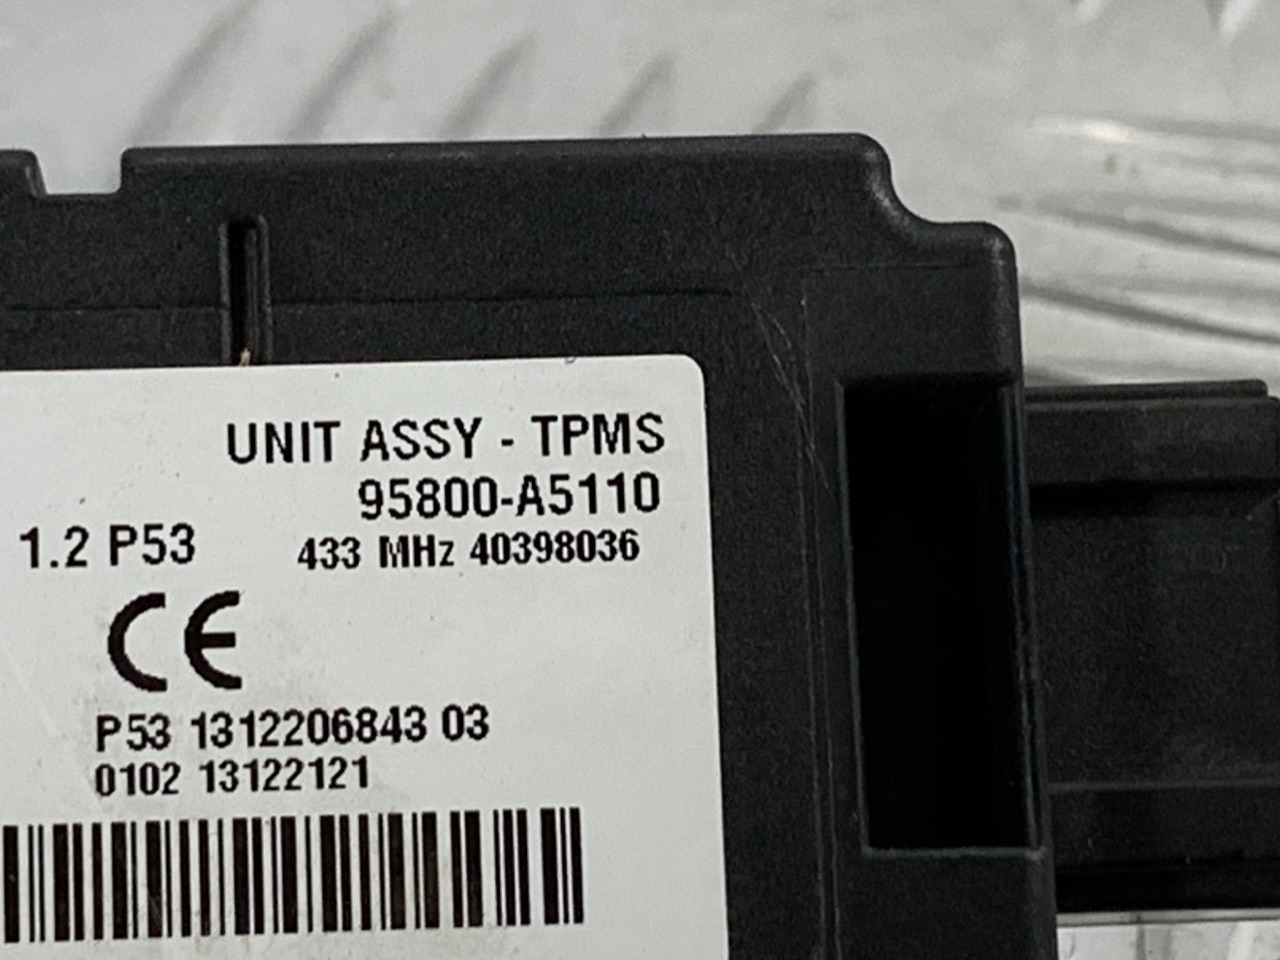 UNIT ASSY - TPMS
95800-A5110
1.2 P53 433 MHz 40398036
CE
P53 1312206843 03
0102 13122121